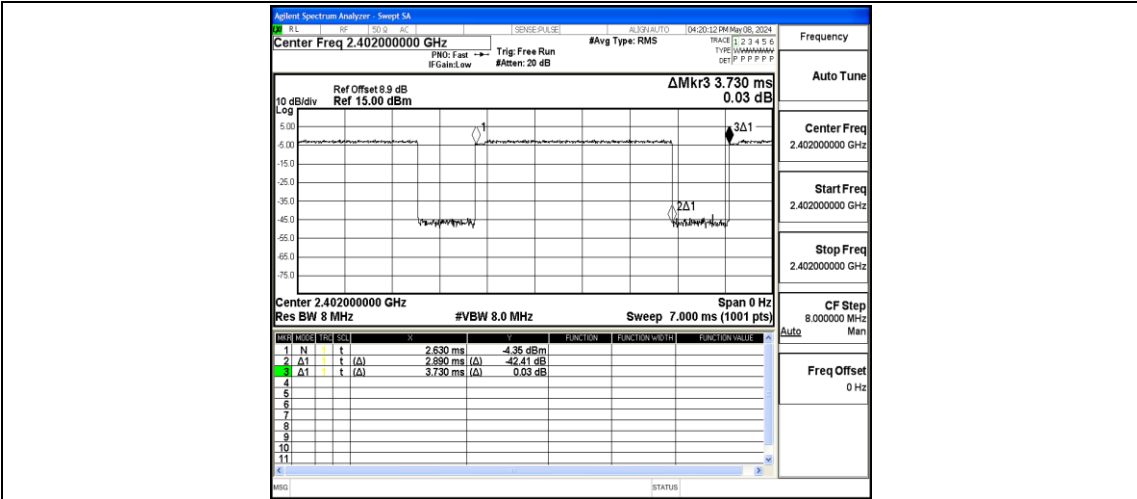 Agilent Spectrum Analyzer - Swept SA
RL RF 50 Ω AC SENSE:PULSE ALIGN AUTO 04:20:12 PM May 08, 2024
Center Freq 2.402000000 GHz
PNO: Fast
IFGain:Low
Trig: Free Run
#Atten: 20 dB
#Avg Type: RMS
TRACE 1 2 3 4 5 6
TYPE WWWWWW
DET P P P P P P
ΔMkr3 3.730 ms
0.03 dB
Ref Offset 8.9 dB
10 dB/div Ref 15.00 dBm
Log
5.00
-5.00
-15.0
-25.0
-35.0
-45.0
-55.0
-65.0
-75.0
1
3Δ1
2Δ1
Center 2.402000000 GHz Span 0 Hz
Res BW 8 MHz #VBW 8.0 MHz Sweep 7.000 ms (1001 pts)
MKR MODE TRC SCL X Y FUNCTION FUNCTION WIDTH FUNCTION VALUE
1 N 1 t 2.630 ms -4.35 dBm
2 Δ1 1 t (Δ) 2.890 ms (Δ) -42.41 dB
3 Δ1 1 t (Δ) 3.730 ms (Δ) 0.03 dB
4
5
6
7
8
9
10
11
MSG STATUS
Frequency
Auto Tune
Center Freq
2.402000000 GHz
Start Freq
2.402000000 GHz
Stop Freq
2.402000000 GHz
CF Step
8.000000 MHz
Auto Man
Freq Offset
0 Hz